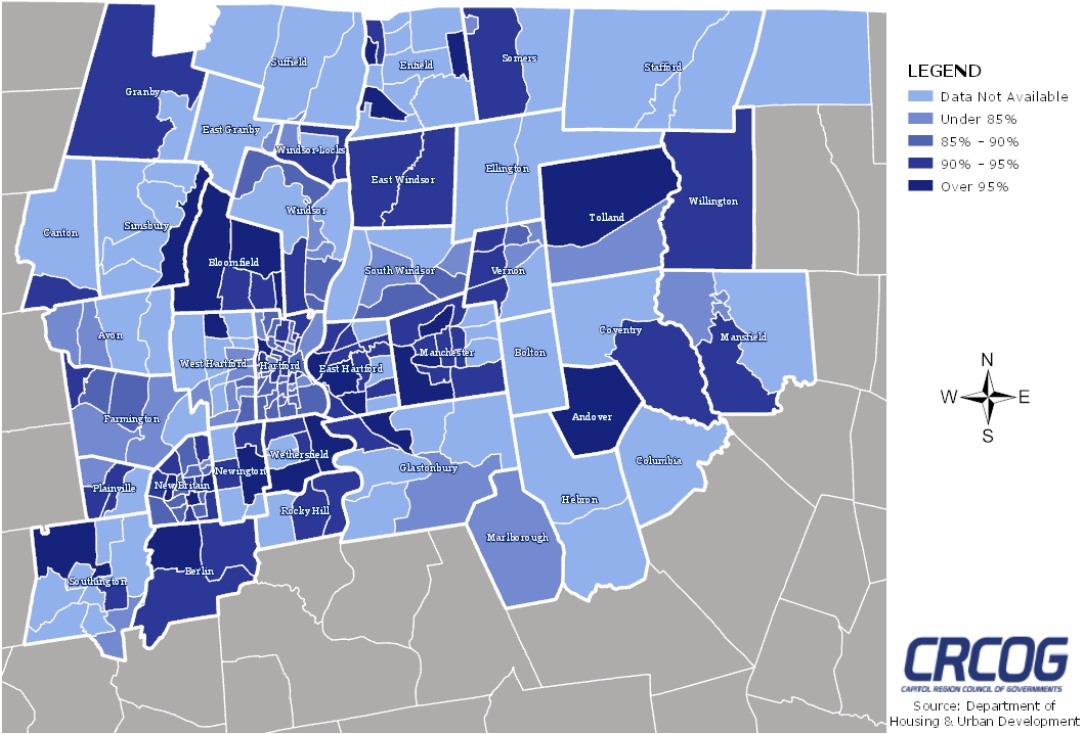 Granby
Suffield
Enfield
Somers
Stafford
East Granby
Windsor Locks
East Windsor
Ellington
Willington
Tolland
Canton
Simsbury
Windsor
Bloomfield
South Windsor
Vernon
Avon
West Hartford
Hartford
East Hartford
Manchester
Bolton
Coventry
Mansfield
Farmington
Andover
Plainville
New Britain
Newington
Wethersfield
Glastonbury
Columbia
Rocky Hill
Hebron
Marlborough
Southington
Berlin
LEGEND
Data Not Available
Under 85%
85% - 90%
90% - 95%
Over 95%
N
W
E
S
CRCOG
CAPITOL REGION COUNCIL OF GOVERNMENTS
Source: Department of
Housing & Urban Development